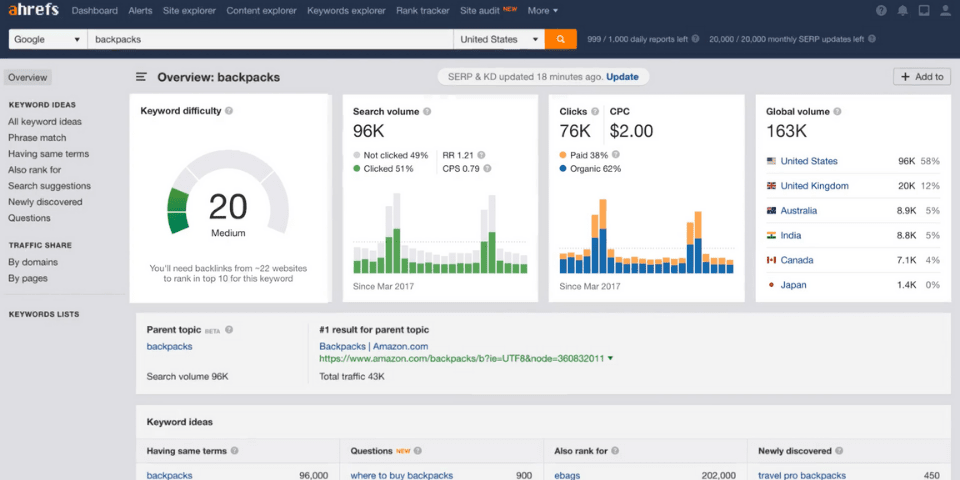 ahrefs Dashboard Alerts Site explorer Content explorer Keywords explorer Rank tracker Site audit NEW More
Google backpacks United States 999 / 1,000 daily reports left 20,000 / 20,000 monthly SERP updates left
Overview
KEYWORD IDEAS
All keyword ideas
Phrase match
Having same terms
Also rank for
Search suggestions
Newly discovered
Questions
TRAFFIC SHARE
By domains
By pages
KEYWORDS LISTS
Overview: backpacks
SERP & KD updated 18 minutes ago. Update
+ Add to
Keyword difficulty
20
Medium
You'll need backlinks from ~22 websites
to rank in top 10 for this keyword
Search volume
96K
Not clicked 49% RR 1.21
Clicked 51% CPS 0.79
Since Mar 2017
Clicks CPC
76K $2.00
Paid 38%
Organic 62%
Since Mar 2017
Global volume
163K
United States 96K 58%
United Kingdom 20K 12%
Australia 8.9K 5%
India 8.8K 5%
Canada 7.1K 4%
Japan 1.4K 0%
Parent topic BETA
backpacks
Search volume 96K
#1 result for parent topic
Backpacks | Amazon.com
https://www.amazon.com/backpacks/b?ie=UTF8&node=360832011
Total traffic 43K
Keyword ideas
Having same terms Questions NEW Also rank for Newly discovered
backpacks 96,000 where to buy backpacks 900 ebags 202,000 travel pro backpacks 450